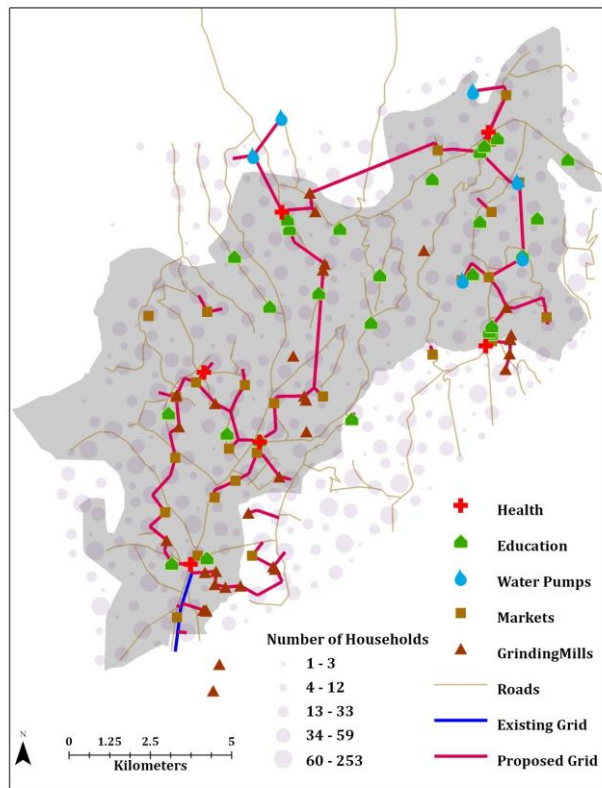 Health
Education
Water Pumps
Markets
GrindingMills
Roads
Existing Grid
Proposed Grid
Number of Households
1 - 3
4 - 12
13 - 33
34 - 59
60 - 253
N
0 1.25 2.5 5
Kilometers